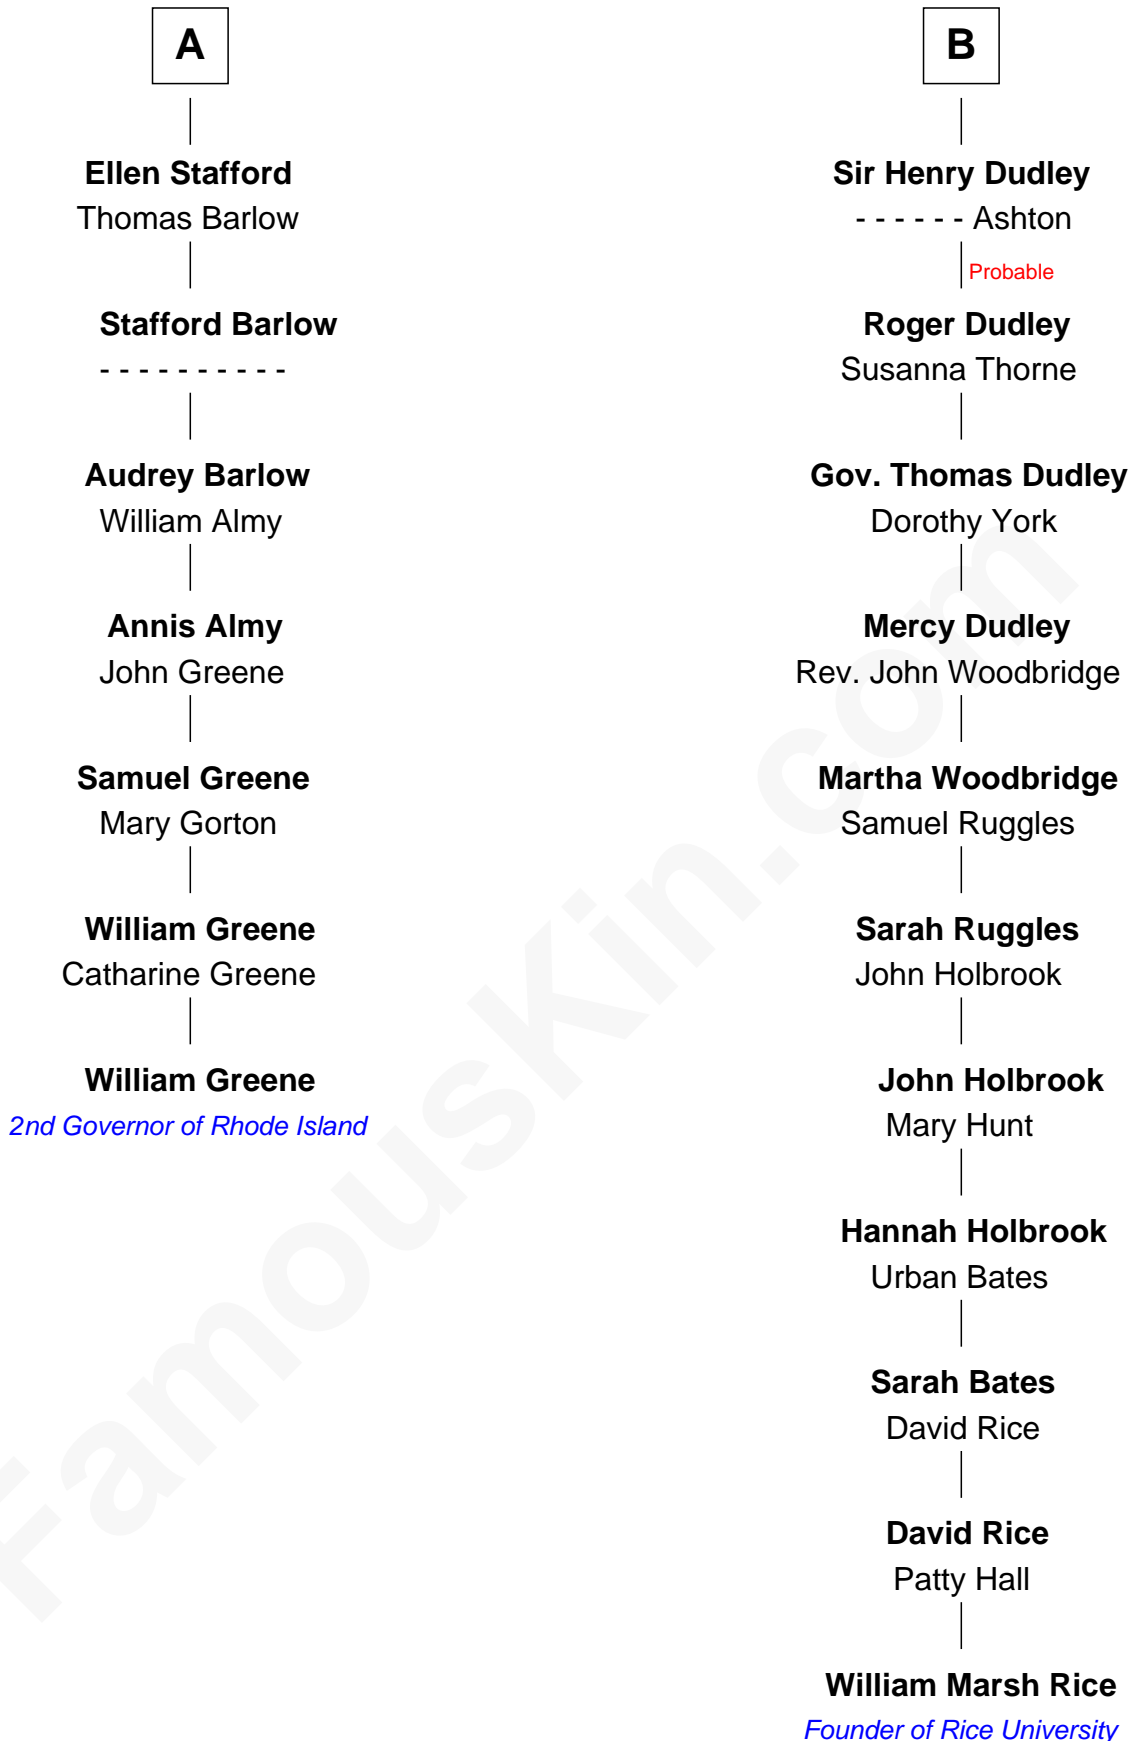 A
Ellen Stafford
Thomas Barlow
Stafford Barlow
- - - - - - - - - -
Audrey Barlow
William Almy
Annis Almy
John Greene
Samuel Greene
Mary Gorton
William Greene
Catharine Greene
William Greene
2nd Governor of Rhode Island
B
Sir Henry Dudley
- - - - - - Ashton
Probable
Roger Dudley
Susanna Thorne
Gov. Thomas Dudley
Dorothy York
Mercy Dudley
Rev. John Woodbridge
Martha Woodbridge
Samuel Ruggles
Sarah Ruggles
John Holbrook
John Holbrook
Mary Hunt
Hannah Holbrook
Urban Bates
Sarah Bates
David Rice
David Rice
Patty Hall
William Marsh Rice
Founder of Rice University
FamousKin.com